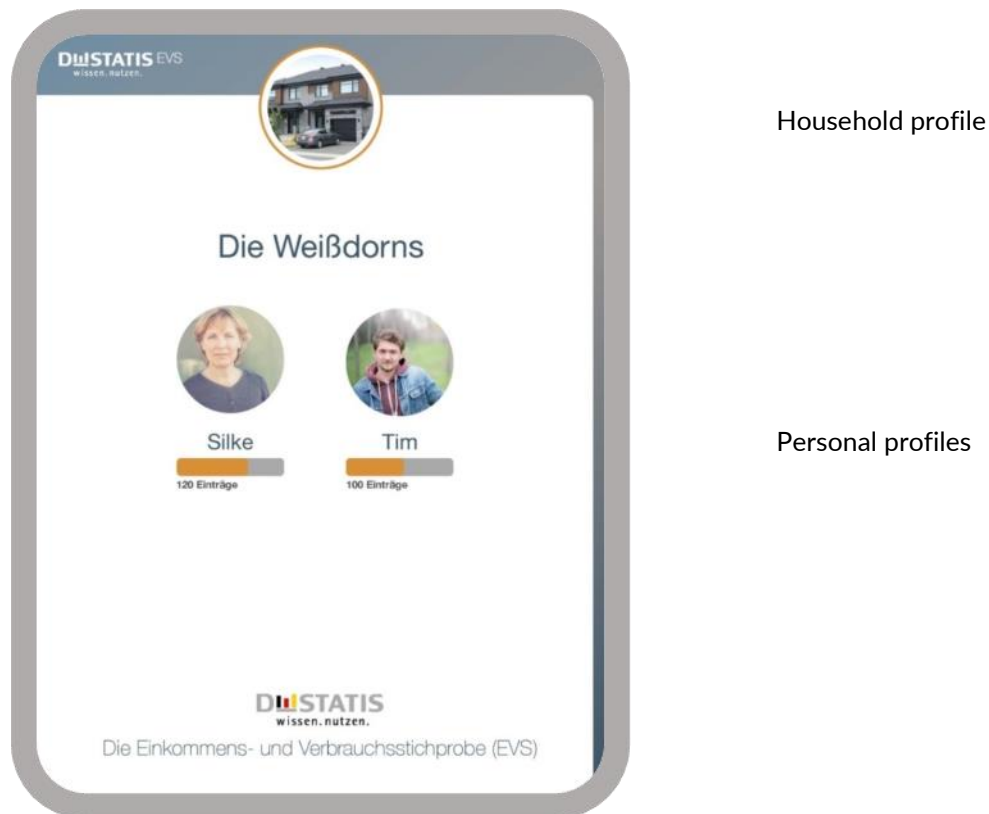 DESTATIS EVS
wissen.nutzen.
Household profile
Die Weißdorns
Silke
Tim
Personal profiles
120 Einträge
100 Einträge
DESTATIS
wissen.nutzen.
Die Einkommens- und Verbrauchsstichprobe (EVS)